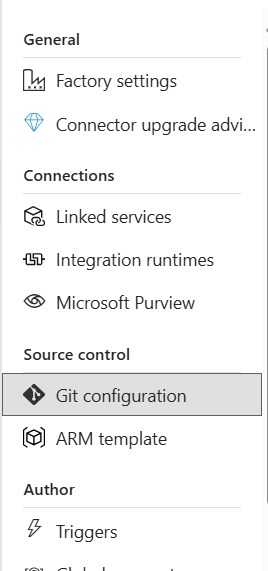 General
Factory settings
Connector upgrade advi...
Connections
Linked services
Integration runtimes
Microsoft Purview
Source control
Git configuration
ARM template
Author
Triggers